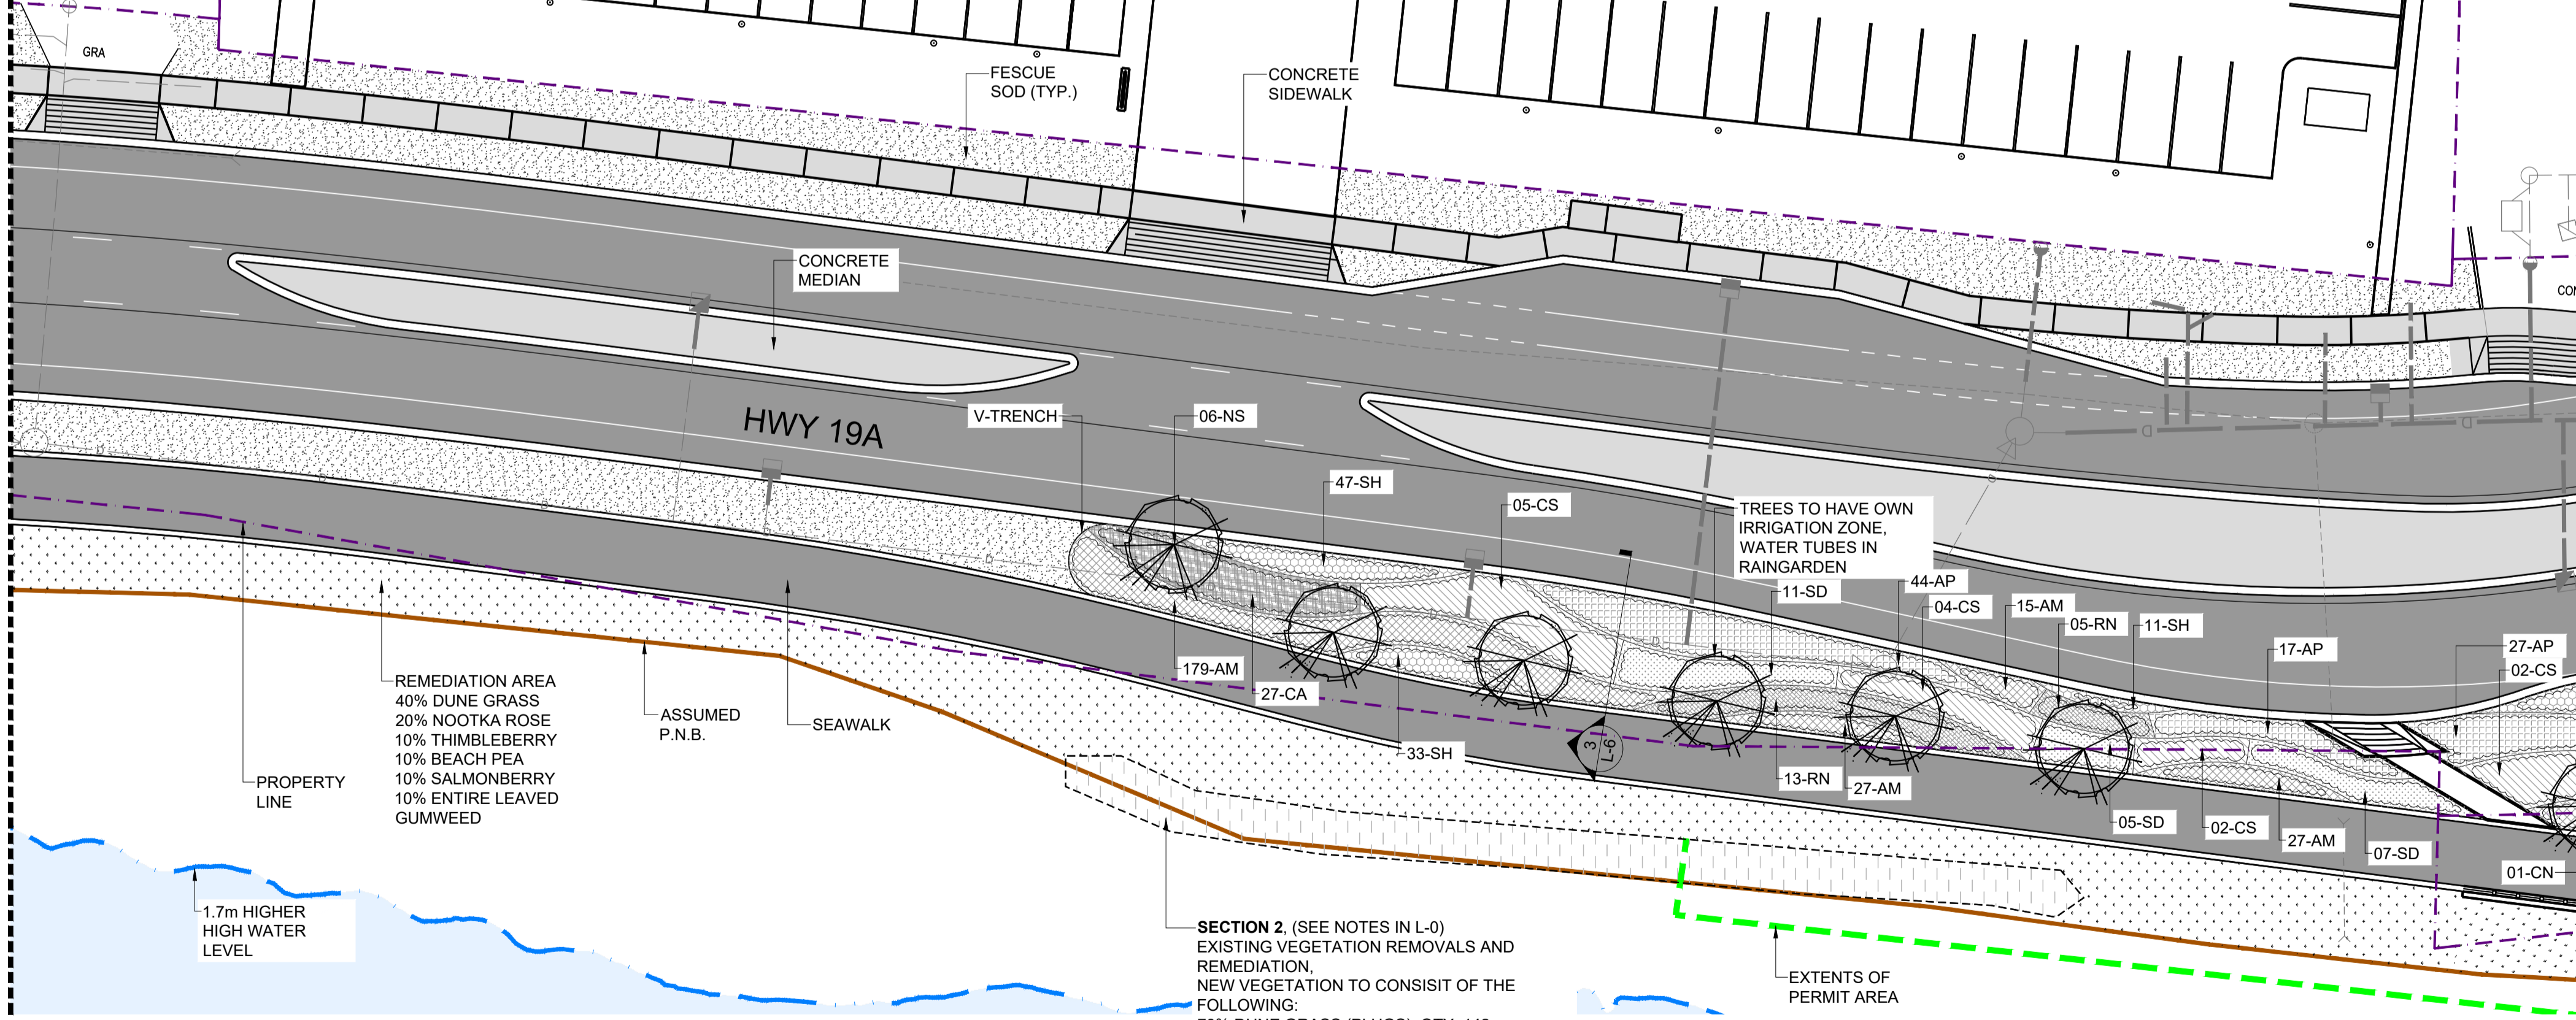 GRA
FESCUE
SOD (TYP.)
CONCRETE
SIDEWALK
CONCRETE
MEDIAN
HWY 19A
V-TRENCH
06-NS
47-SH
05-CS
TREES TO HAVE OWN
IRRIGATION ZONE,
WATER TUBES IN
RAINGARDEN
11-SD
44-AP
04-CS
15-AM
05-RN
11-SH
17-AP
27-AP
02-CS
179-AM
27-CA
33-SH
3
L-6
13-RN
27-AM
05-SD
02-CS
27-AM
07-SD
01-CN
REMEDIATION AREA
40% DUNE GRASS
20% NOOTKA ROSE
10% THIMBLEBERRY
10% BEACH PEA
10% SALMONBERRY
10% ENTIRE LEAVED
GUMWEED
ASSUMED
P.N.B.
SEAWALK
PROPERTY
LINE
1.7m HIGHER
HIGH WATER
LEVEL
SECTION 2, (SEE NOTES IN L-0)
EXISTING VEGETATION REMOVALS AND
REMEDIATION,
NEW VEGETATION TO CONSISIT OF THE
FOLLOWING:
EXTENTS OF
PERMIT AREA